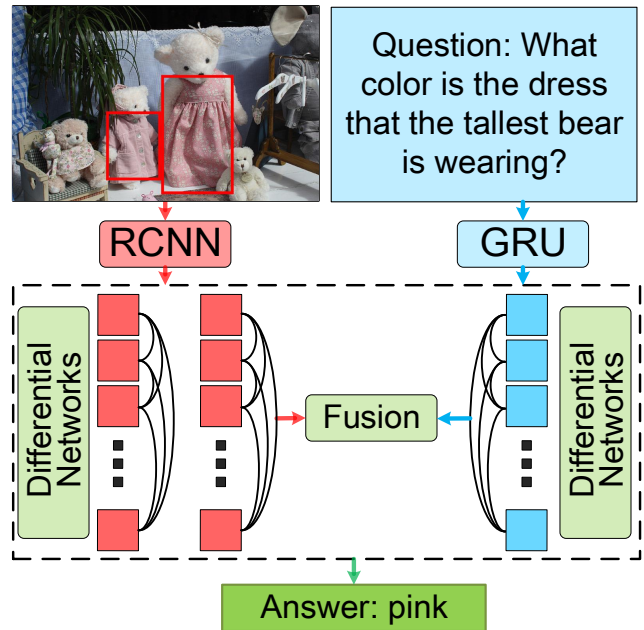 Question: What
color is the dress
that the tallest bear
is wearing?
RCNN
GRU
Differential
Networks
Fusion
Differential
Networks
Answer: pink